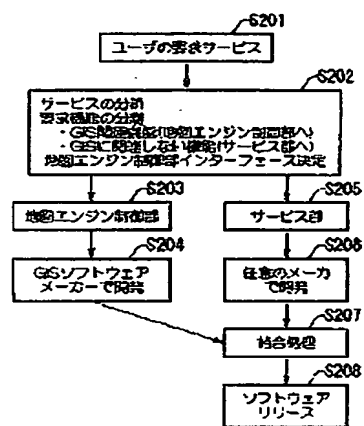 S201
ユーザの要求サービス
S202
サービスの分析
要求機能の分類
・GIS関連機能(地図エンジン制御部へ)
・GISに関連しない機能(サービス部へ)
地図エンジン制御部インターフェース決定
S203
S205
地図エンジン制御部
サービス部
S204
S206
GISソフトウェア
メーカーで開発
任意のメーカ
で開発
S207
結合処理
S208
ソフトウェア
リリース